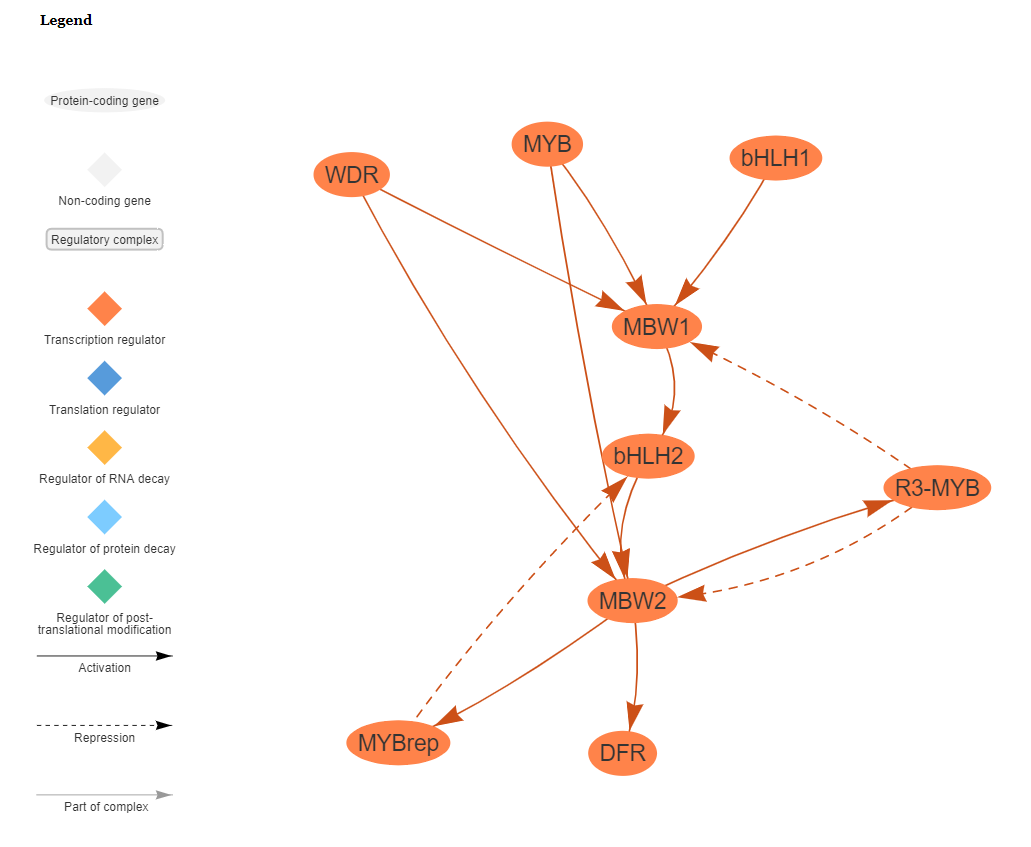 Legend
Protein-coding gene
Non-coding gene
Regulatory complex
Transcription regulator
Translation regulator
Regulator of RNA decay
Regulator of protein decay
Regulator of post-
translational modification
Activation
Repression
Part of complex
MYB
bHLH1
WDR
MBW1
bHLH2
R3-MYB
MBW2
MYBrep
DFR